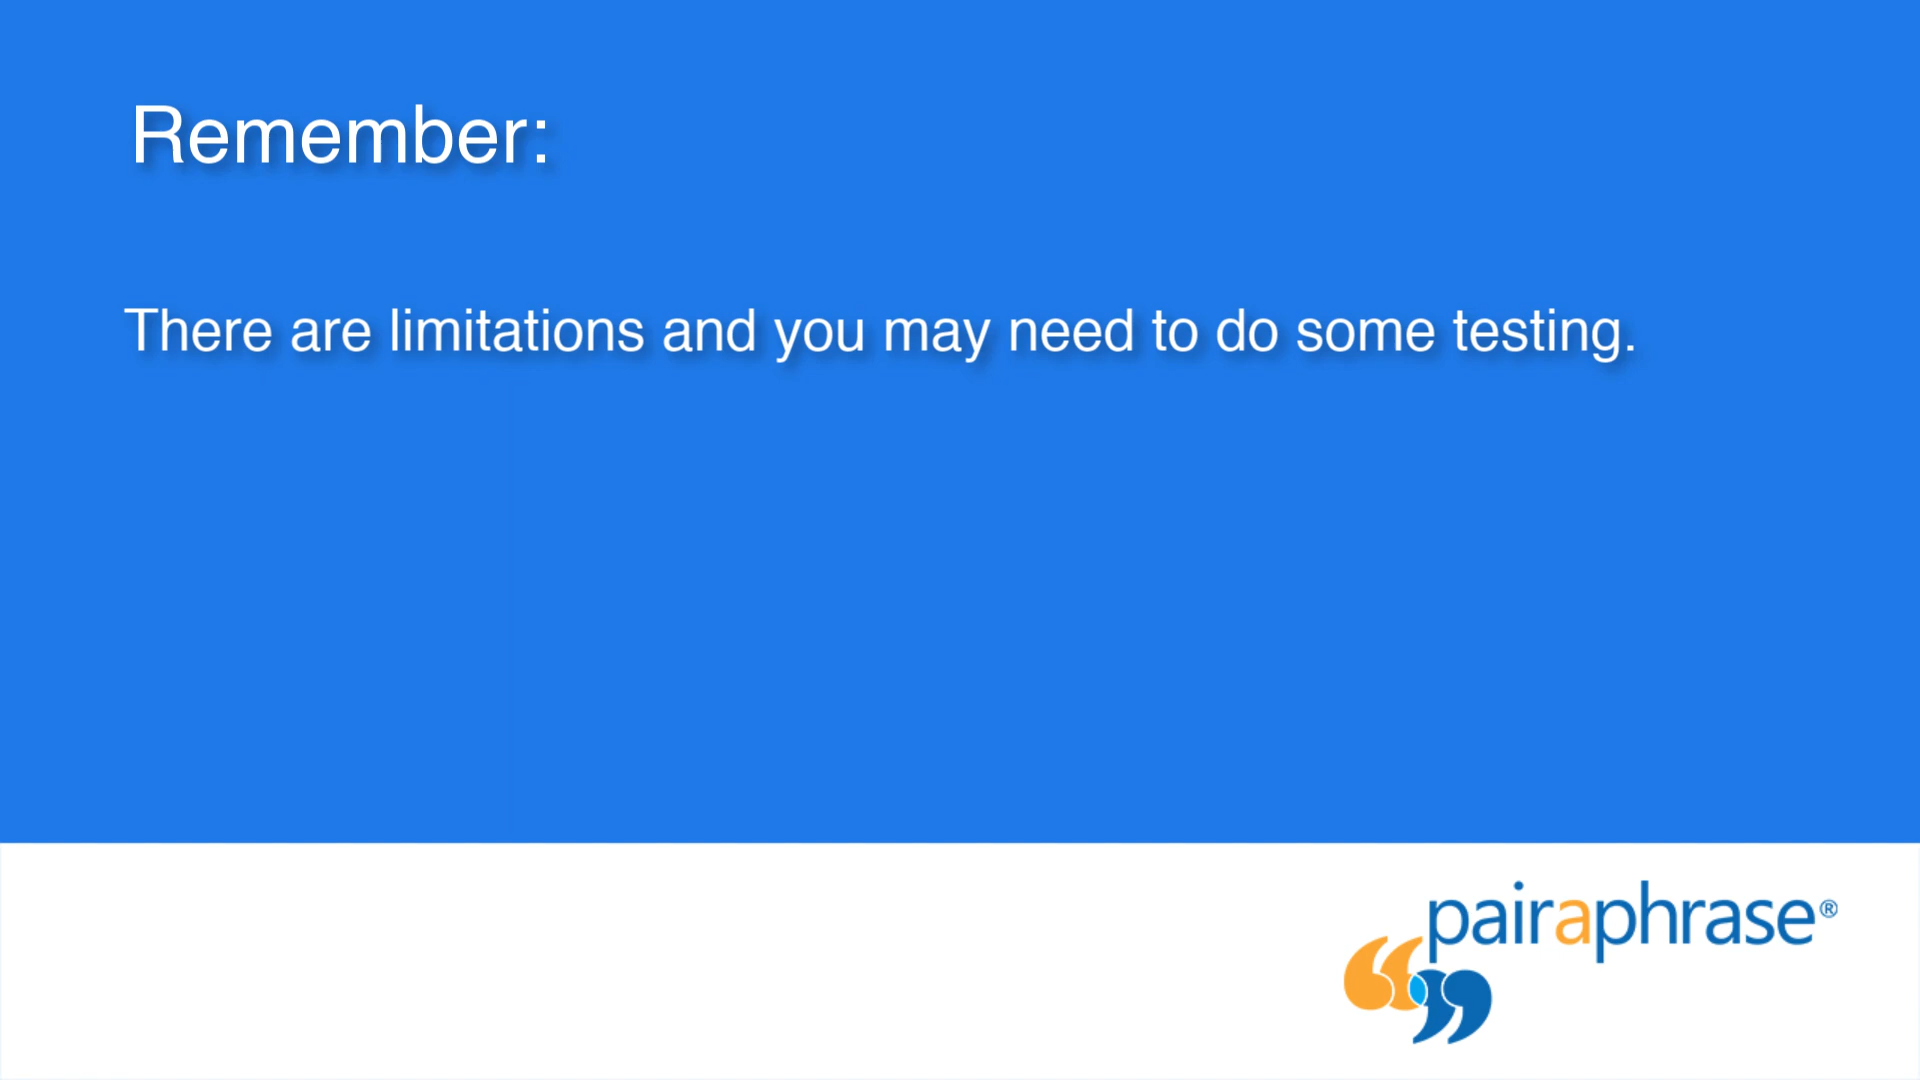 Remember:
There are limitations and you may need to do some testing.
pairaphrase®